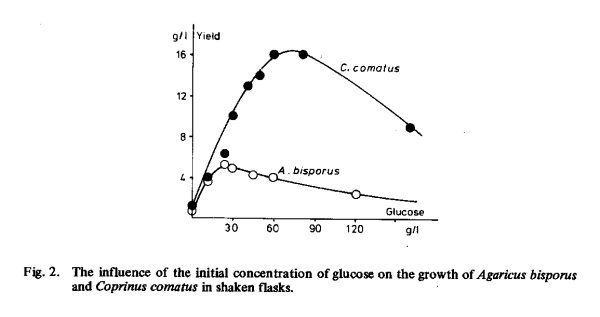 g/l Yield
16
12
8
4
C. comatus
A. bisporus
Glucose
30 60 90 120 g/l
Fig. 2. The influence of the initial concentration of glucose on the growth of Agaricus bisporus
and Coprinus comatus in shaken flasks.